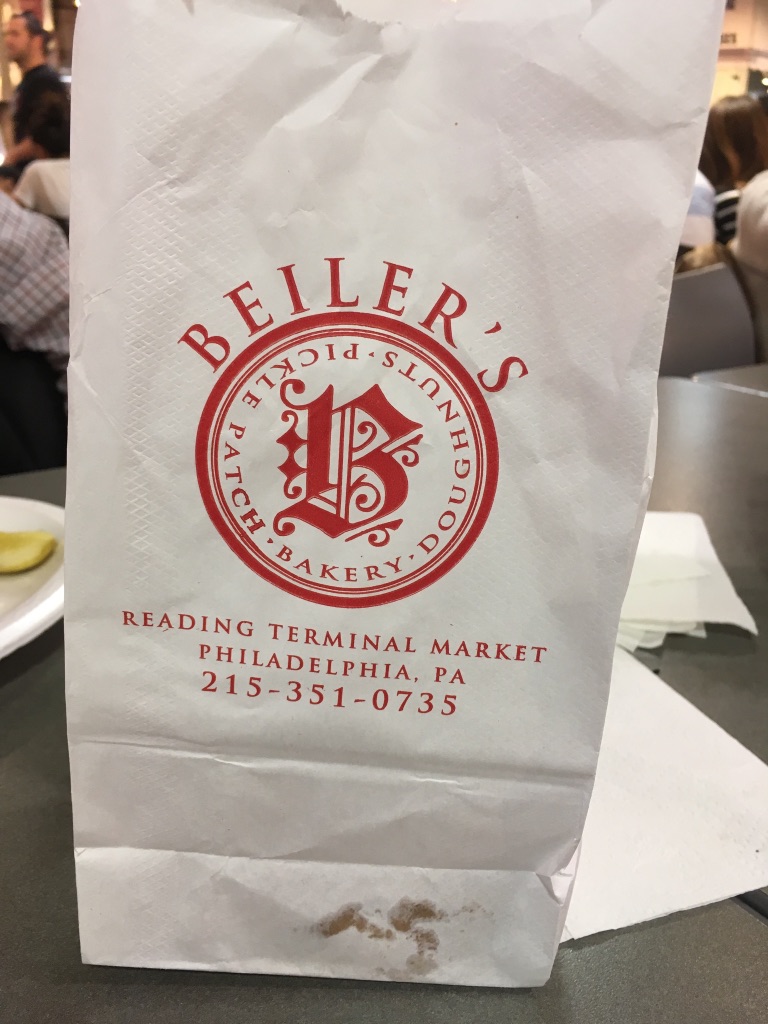 BEILER'S
PICKLE PATCH · BAKERY · DOUGHNUTS ·
B
READING TERMINAL MARKET
PHILADELPHIA, PA
215-351-0735